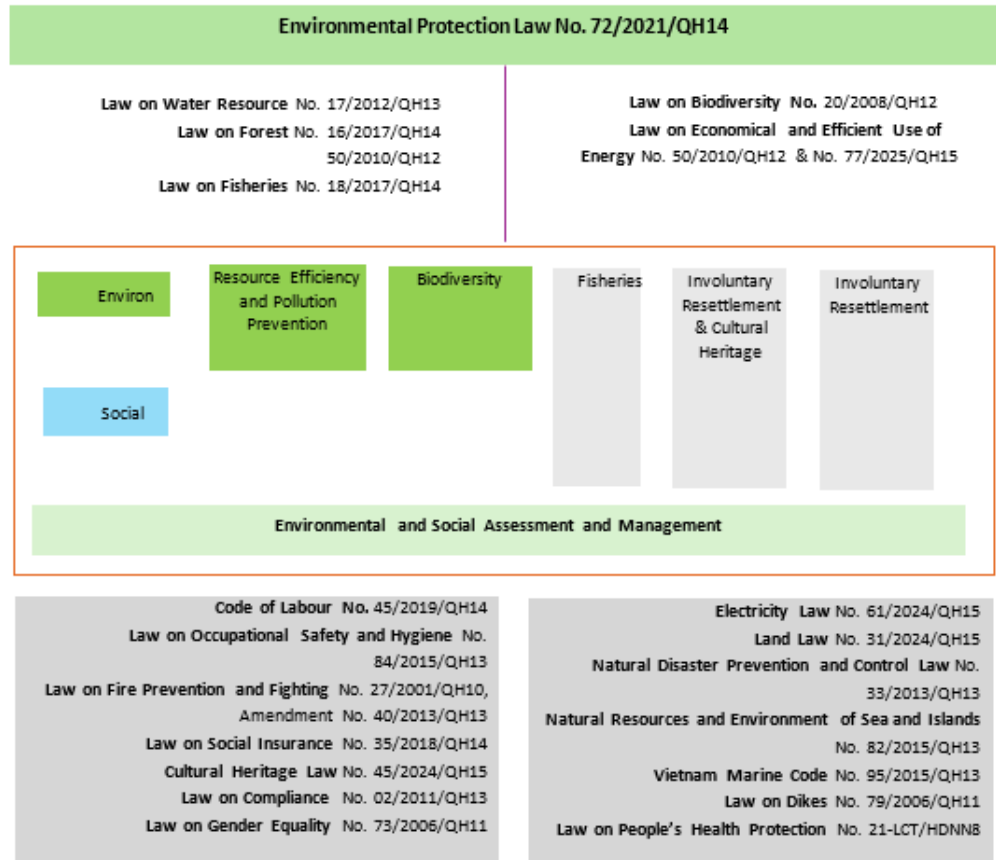 Environmental Protection Law No. 72/2021/QH14
Law on Water Resource No. 17/2012/QH13
Law on Forest No. 16/2017/QH14
50/2010/QH12
Law on Fisheries No. 18/2017/QH14
Law on Biodiversity No. 20/2008/QH12
Law on Economical and Efficient Use of
Energy No. 50/2010/QH12 & No. 77/2025/QH15
Environ
Resource Efficiency
and Pollution
Prevention
Biodiversity
Fisheries
Involuntary
Resettlement
& Cultural
Heritage
Involuntary
Resettlement
Social
Environmental and Social Assessment and Management
Code of Labour No. 45/2019/QH14
Law on Occupational Safety and Hygiene No.
84/2015/QH13
Law on Fire Prevention and Fighting No. 27/2001/QH10,
Amendment No. 40/2013/QH13
Law on Social Insurance No. 35/2018/QH14
Cultural Heritage Law No. 45/2024/QH15
Law on Compliance No. 02/2011/QH13
Law on Gender Equality No. 73/2006/QH11
Electricity Law No. 61/2024/QH15
Land Law No. 31/2024/QH15
Natural Disaster Prevention and Control Law No.
33/2013/QH13
Natural Resources and Environment of Sea and Islands
No. 82/2015/QH13
Vietnam Marine Code No. 95/2015/QH13
Law on Dikes No. 79/2006/QH11
Law on People's Health Protection No. 21-LCT/HDNN8